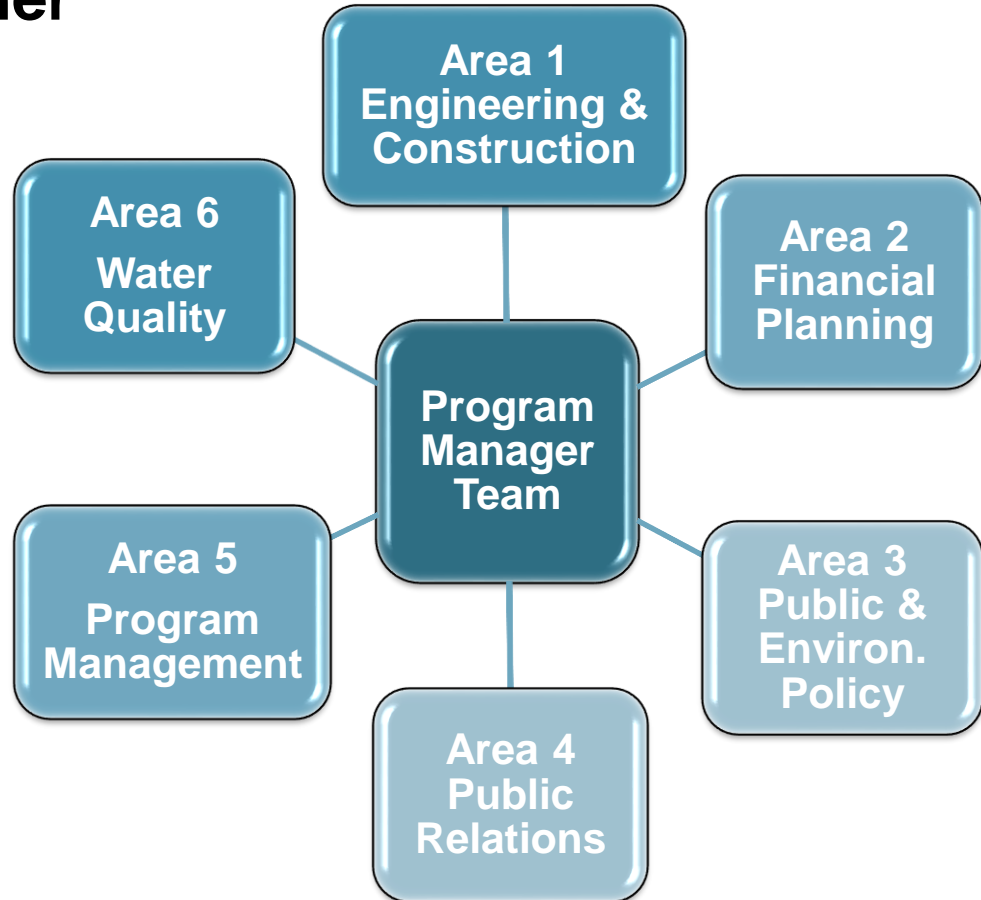 Area 1
Engineering &
Construction
Area 2
Financial
Planning
Area 3
Public &
Environ.
Policy
Area 4
Public
Relations
Area 5
Program
Management
Area 6
Water
Quality
Program
Manager
Team